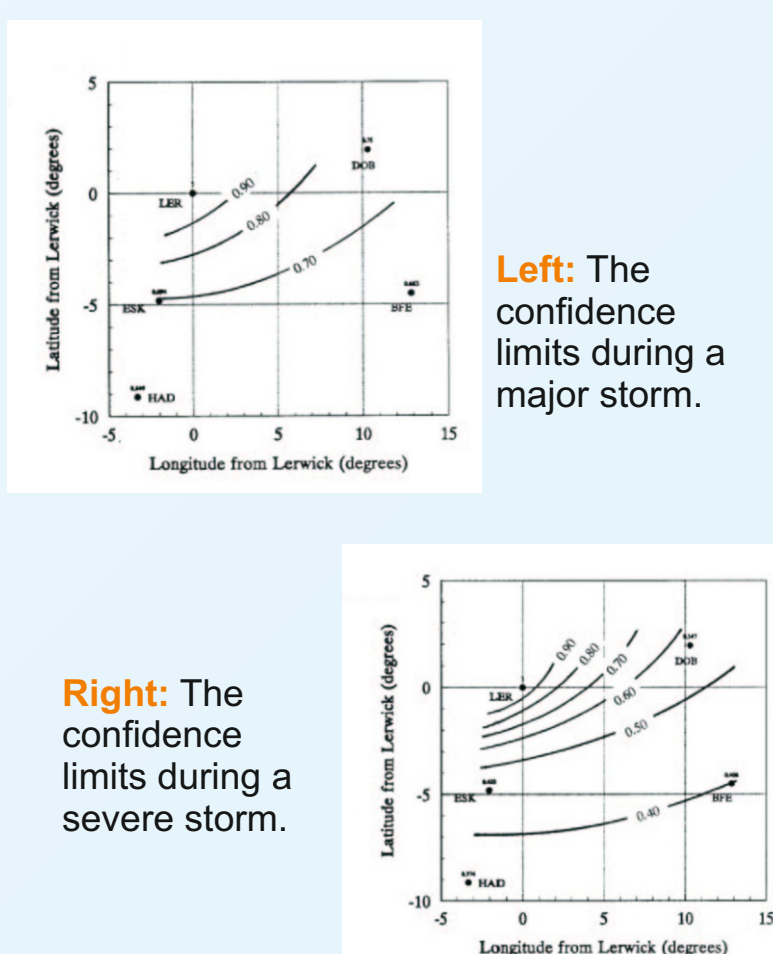 5
0
-5
-10
Latitude from Lerwick (degrees)
LER
DOB
ESK
BFE
HAD
0.90
0.80
0.70
-5
0
5
10
15
Longitude from Lerwick (degrees)
Left: The
confidence
limits during a
major storm.
Right: The
confidence
limits during a
severe storm.
5
0
-5
-10
Latitude from Lerwick (degrees)
LER
DOB
ESK
BFE
HAD
0.90
0.80
0.70
0.60
0.50
0.40
-5
0
5
10
15
Longitude from Lerwick (degrees)